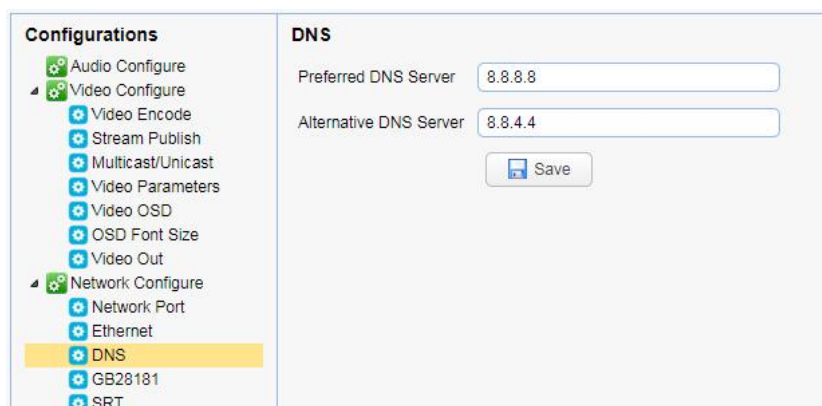 Configurations
Audio Configure
Video Configure
Video Encode
Stream Publish
Multicast/Unicast
Video Parameters
Video OSD
OSD Font Size
Video Out
Network Configure
Network Port
Ethernet
DNS
GB28181
SRT
DNS
Preferred DNS Server 8.8.8.8
Alternative DNS Server 8.8.4.4
Save